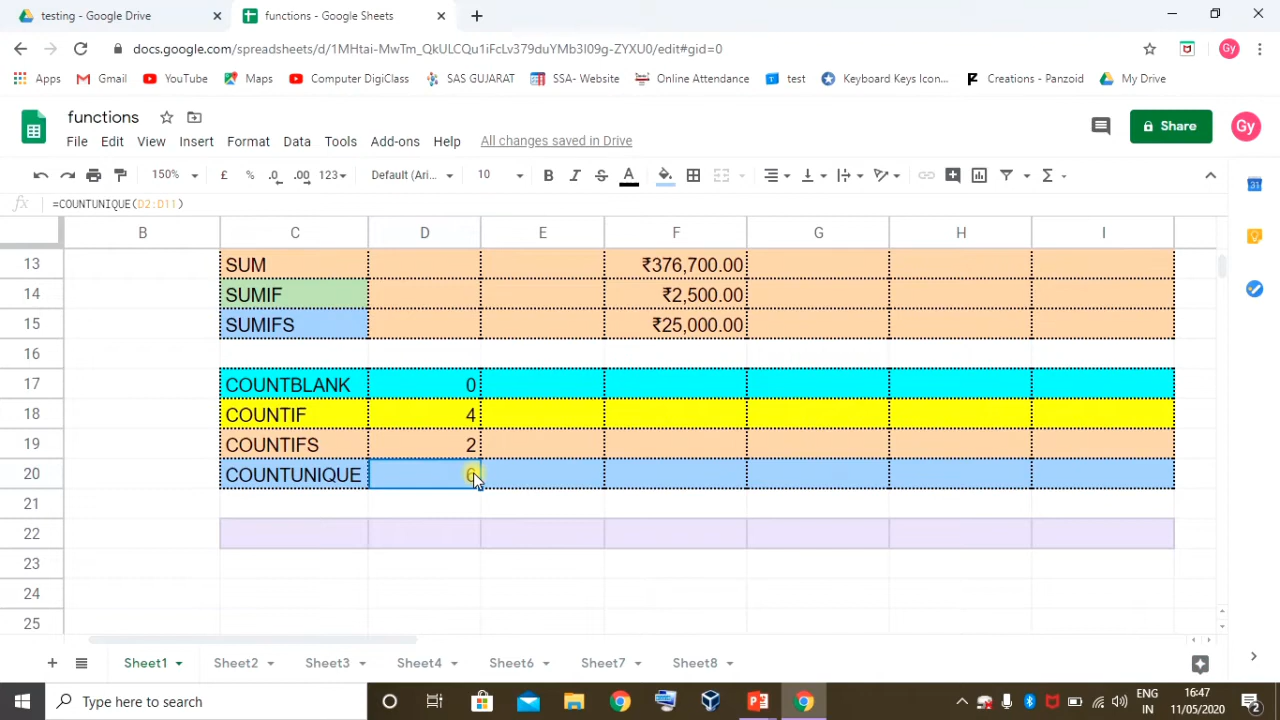 testing - Google Drive
functions - Google Sheets
docs.google.com/spreadsheets/d/1MHtai-MwTm_QkULCQu1iFcLv379duYMb3I09g-ZYXU0/edit#gid=0
Apps Gmail YouTube Maps Computer DigiClass SAS GUJARAT SSA- Website Online Attendance test Keyboard Keys Icon... Creations - Panzoid My Drive
functions
Share
Gy
File Edit View Insert Format Data Tools Add-ons Help All changes saved in Drive
150% £ % .0 .00 123 Default (Ari... 10 B I S A Σ
fx =COUNTUNIQUE(D2:D11)
B C D E F G H I
13 SUM ₹376,700.00
14 SUMIF ₹2,500.00
15 SUMIFS ₹25,000.00
16
17 COUNTBLANK 0
18 COUNTIF 4
19 COUNTIFS 2
20 COUNTUNIQUE
21
22
23
24
25
Sheet1 Sheet2 Sheet3 Sheet4 Sheet6 Sheet7 Sheet8
Type here to search
ENG
IN
16:47
11/05/2020
2